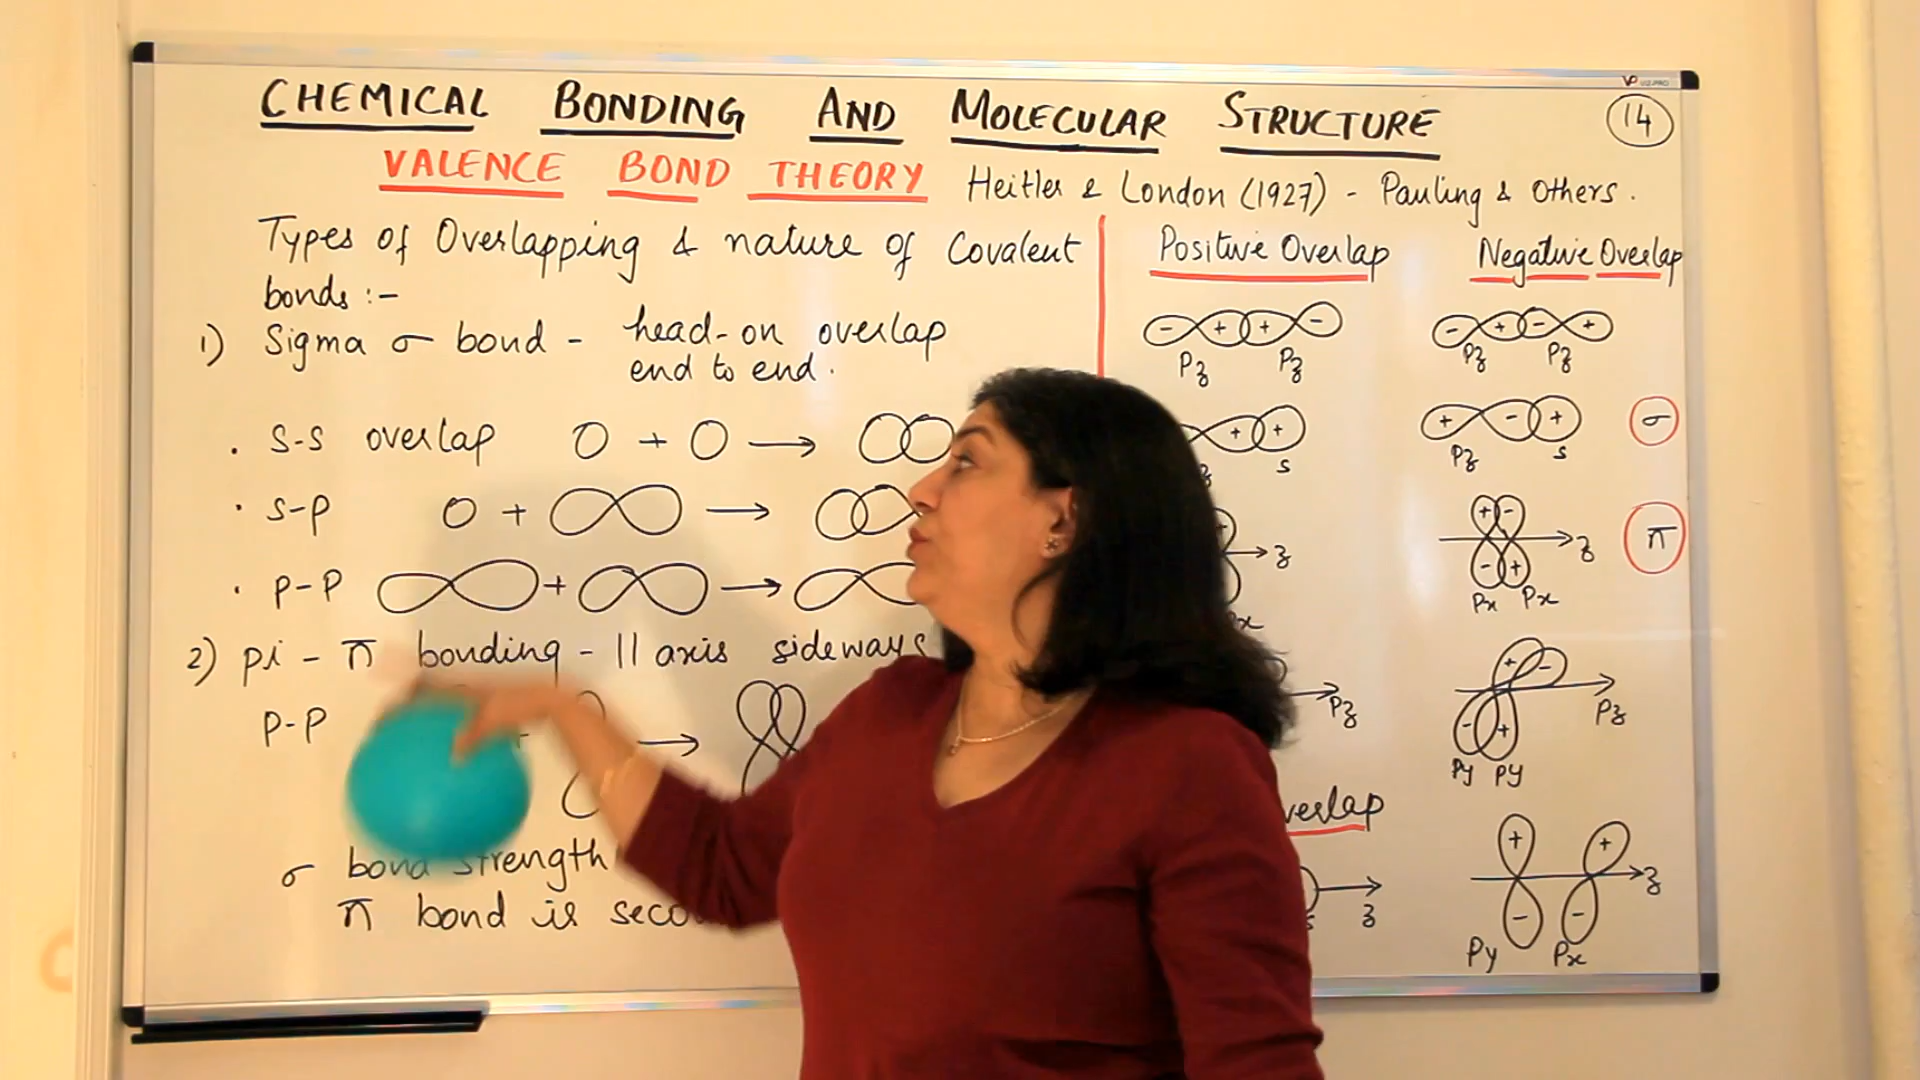 CHEMICAL BONDING AND MOLECULAR STRUCTURE
14
VALENCE BOND THEORY Heitler & London (1927) - Pauling & Others.
Types of Overlapping & nature of Covalent
bonds :-
1) Sigma σ bond - head-on overlap
end to end.
. S-S overlap O + O →
. S-P O + →
. P-P + →
2) pi - π bonding - || axis sideways
P-P + →
σ bond strength
π bond is
Positive Overlap
- + + -
Pz Pz
+ +
s
+
z
x
Pz
verlap
s z
Negative Overlap
- + - +
Pz Pz
+ - +
Pz s
σ
+ -
z
- +
Px Px
π
+ -
Pz
- +
Py Py
+ +
z
- -
Py Px